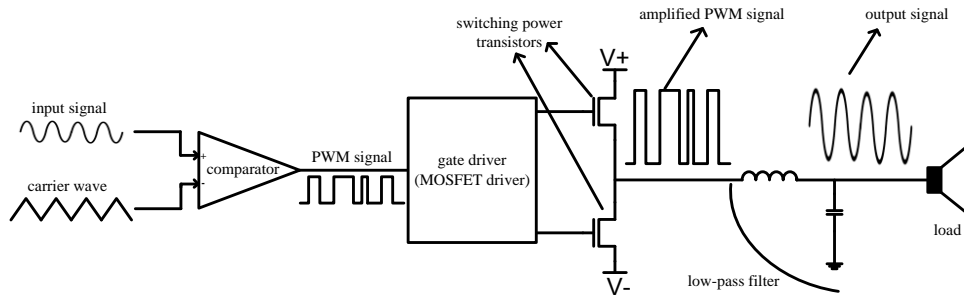 switching power
transistors
amplified PWM signal
output signal
V+
input signal
+
-
comparator
PWM signal
gate driver
(MOSFET driver)
carrier wave
load
low-pass filter
V-